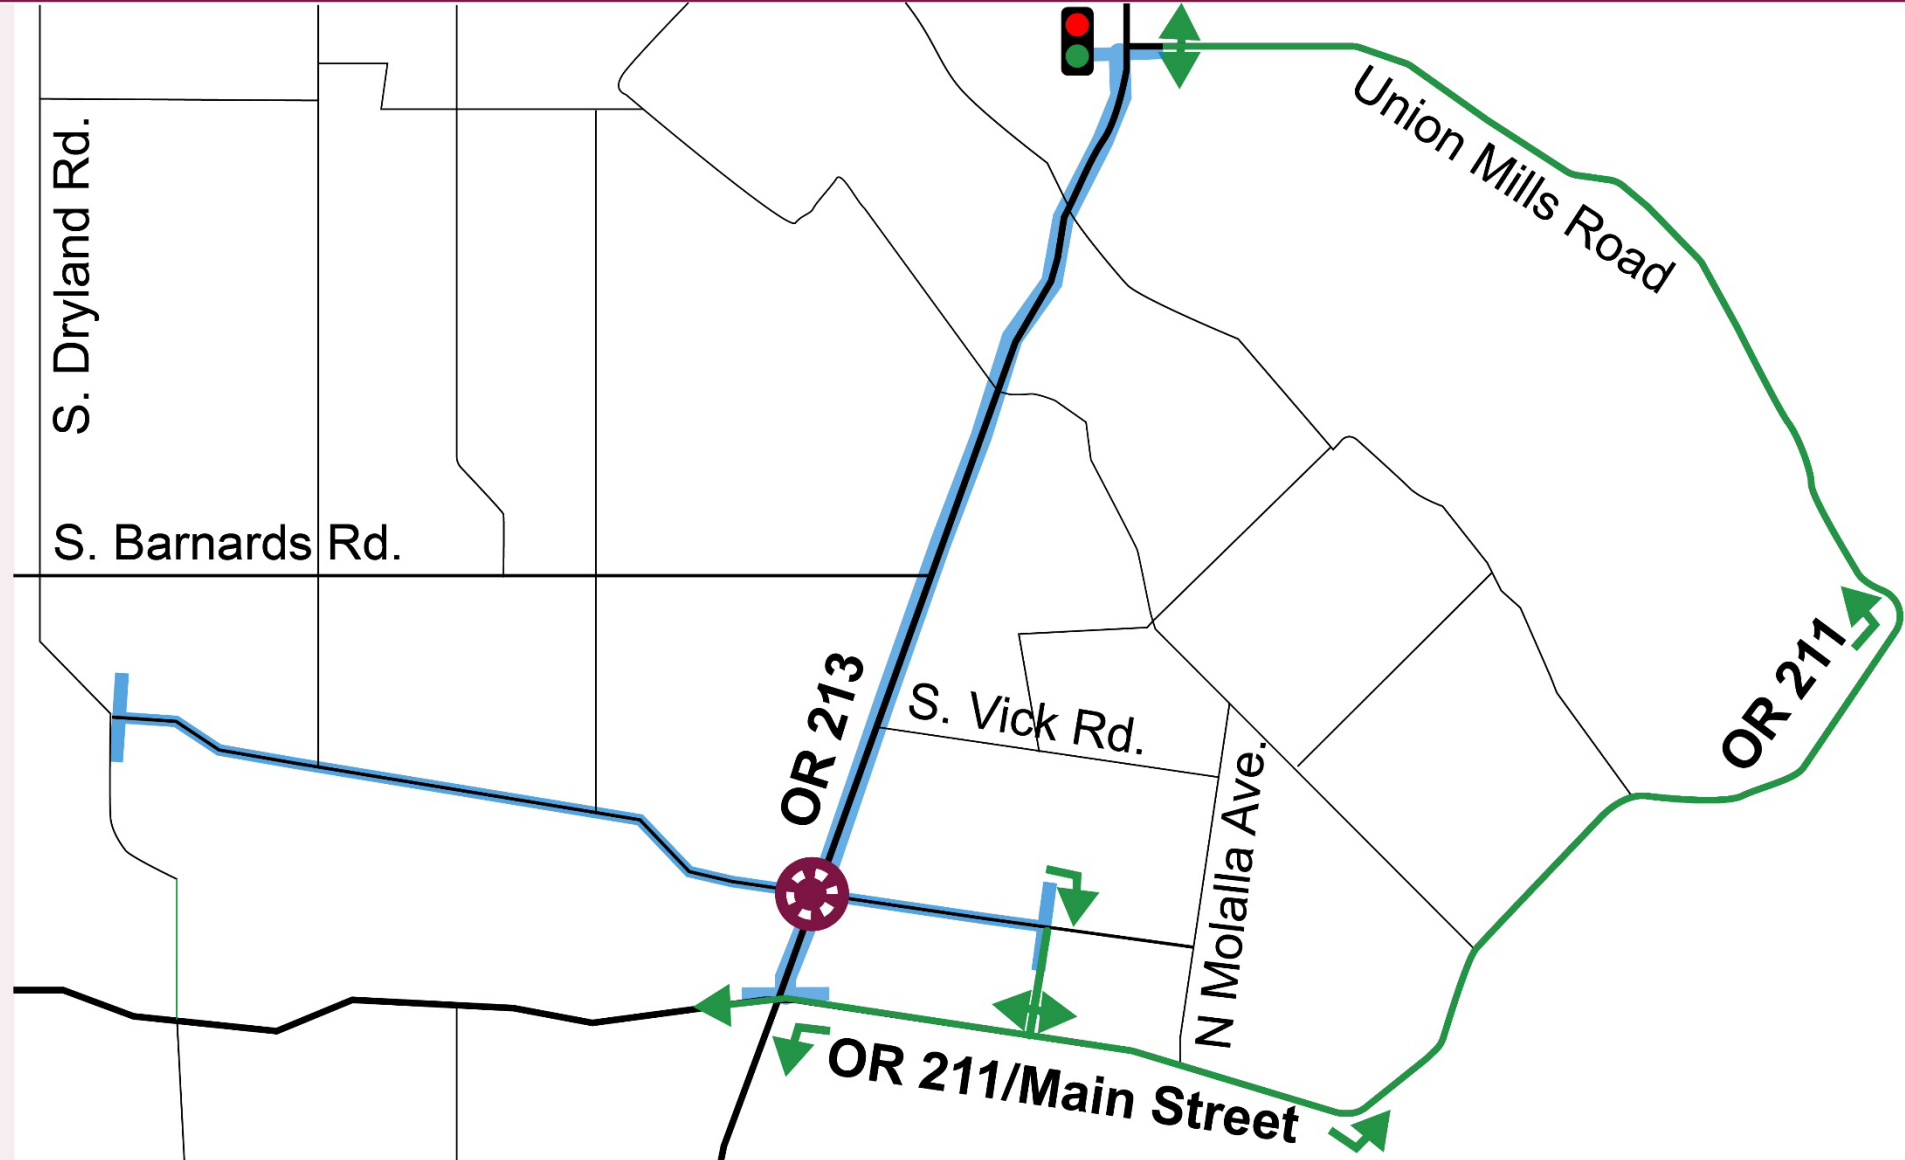 Union Mills Road
S. Dryland Rd.
S. Barnards Rd.
OR 213
S. Vick Rd.
OR 211
N Molalla Ave.
OR 211/Main Street